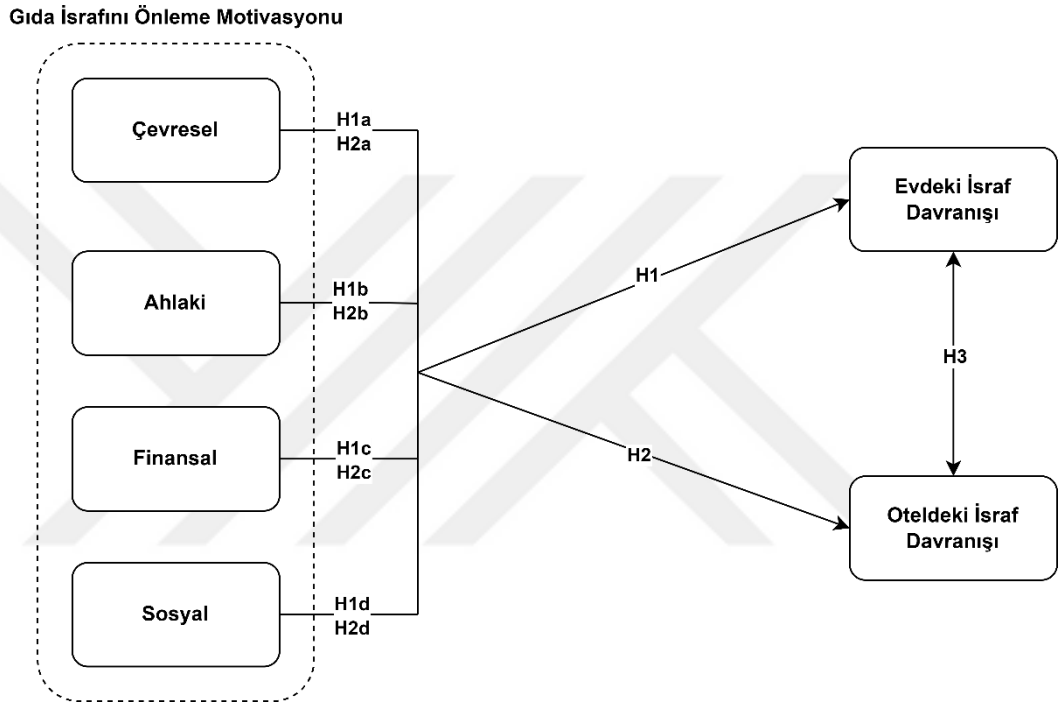 Gıda İsrafını Önleme Motivasyonu
Çevresel
H1a
H2a
Ahlaki
H1b
H2b
Finansal
H1c
H2c
Sosyal
H1d
H2d
H1
H2
Evdeki İsraf
Davranışı
H3
Oteldeki İsraf
Davranışı